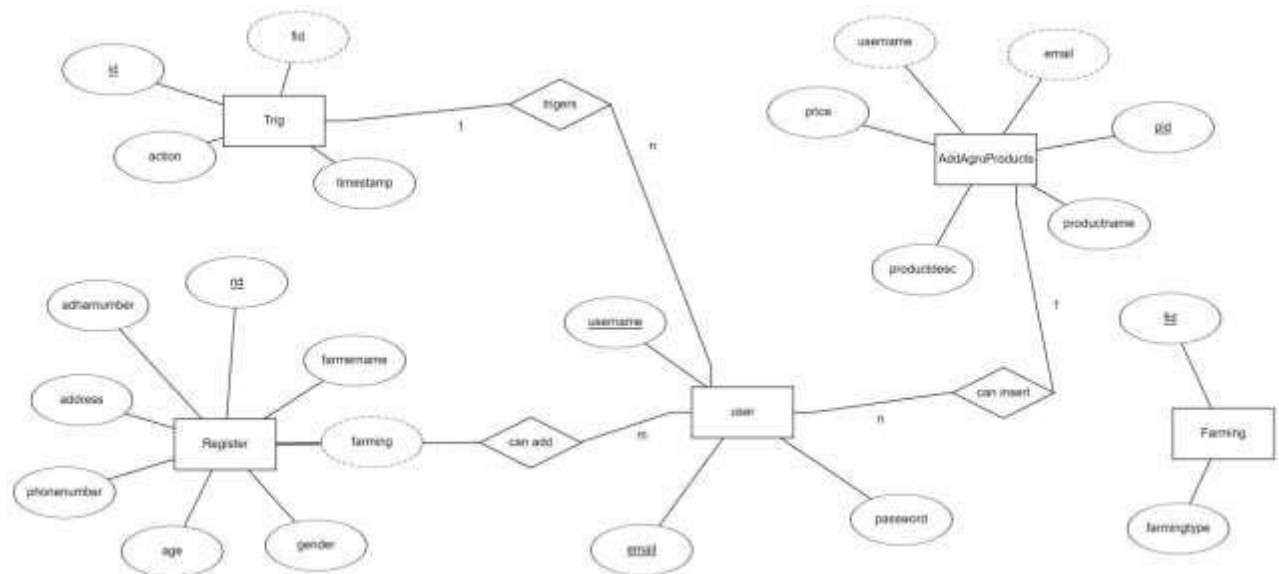 fid
username
email
id
price
trigers
Trig
1
pid
AddAgroProducts
action
n
timestamp
productname
productdesc
rid
adharnumber
1
username
fid
farmername
address
can insert
user
Register
farming
can add
m
n
Farming
phonenumber
password
farmingtype
age
gender
email